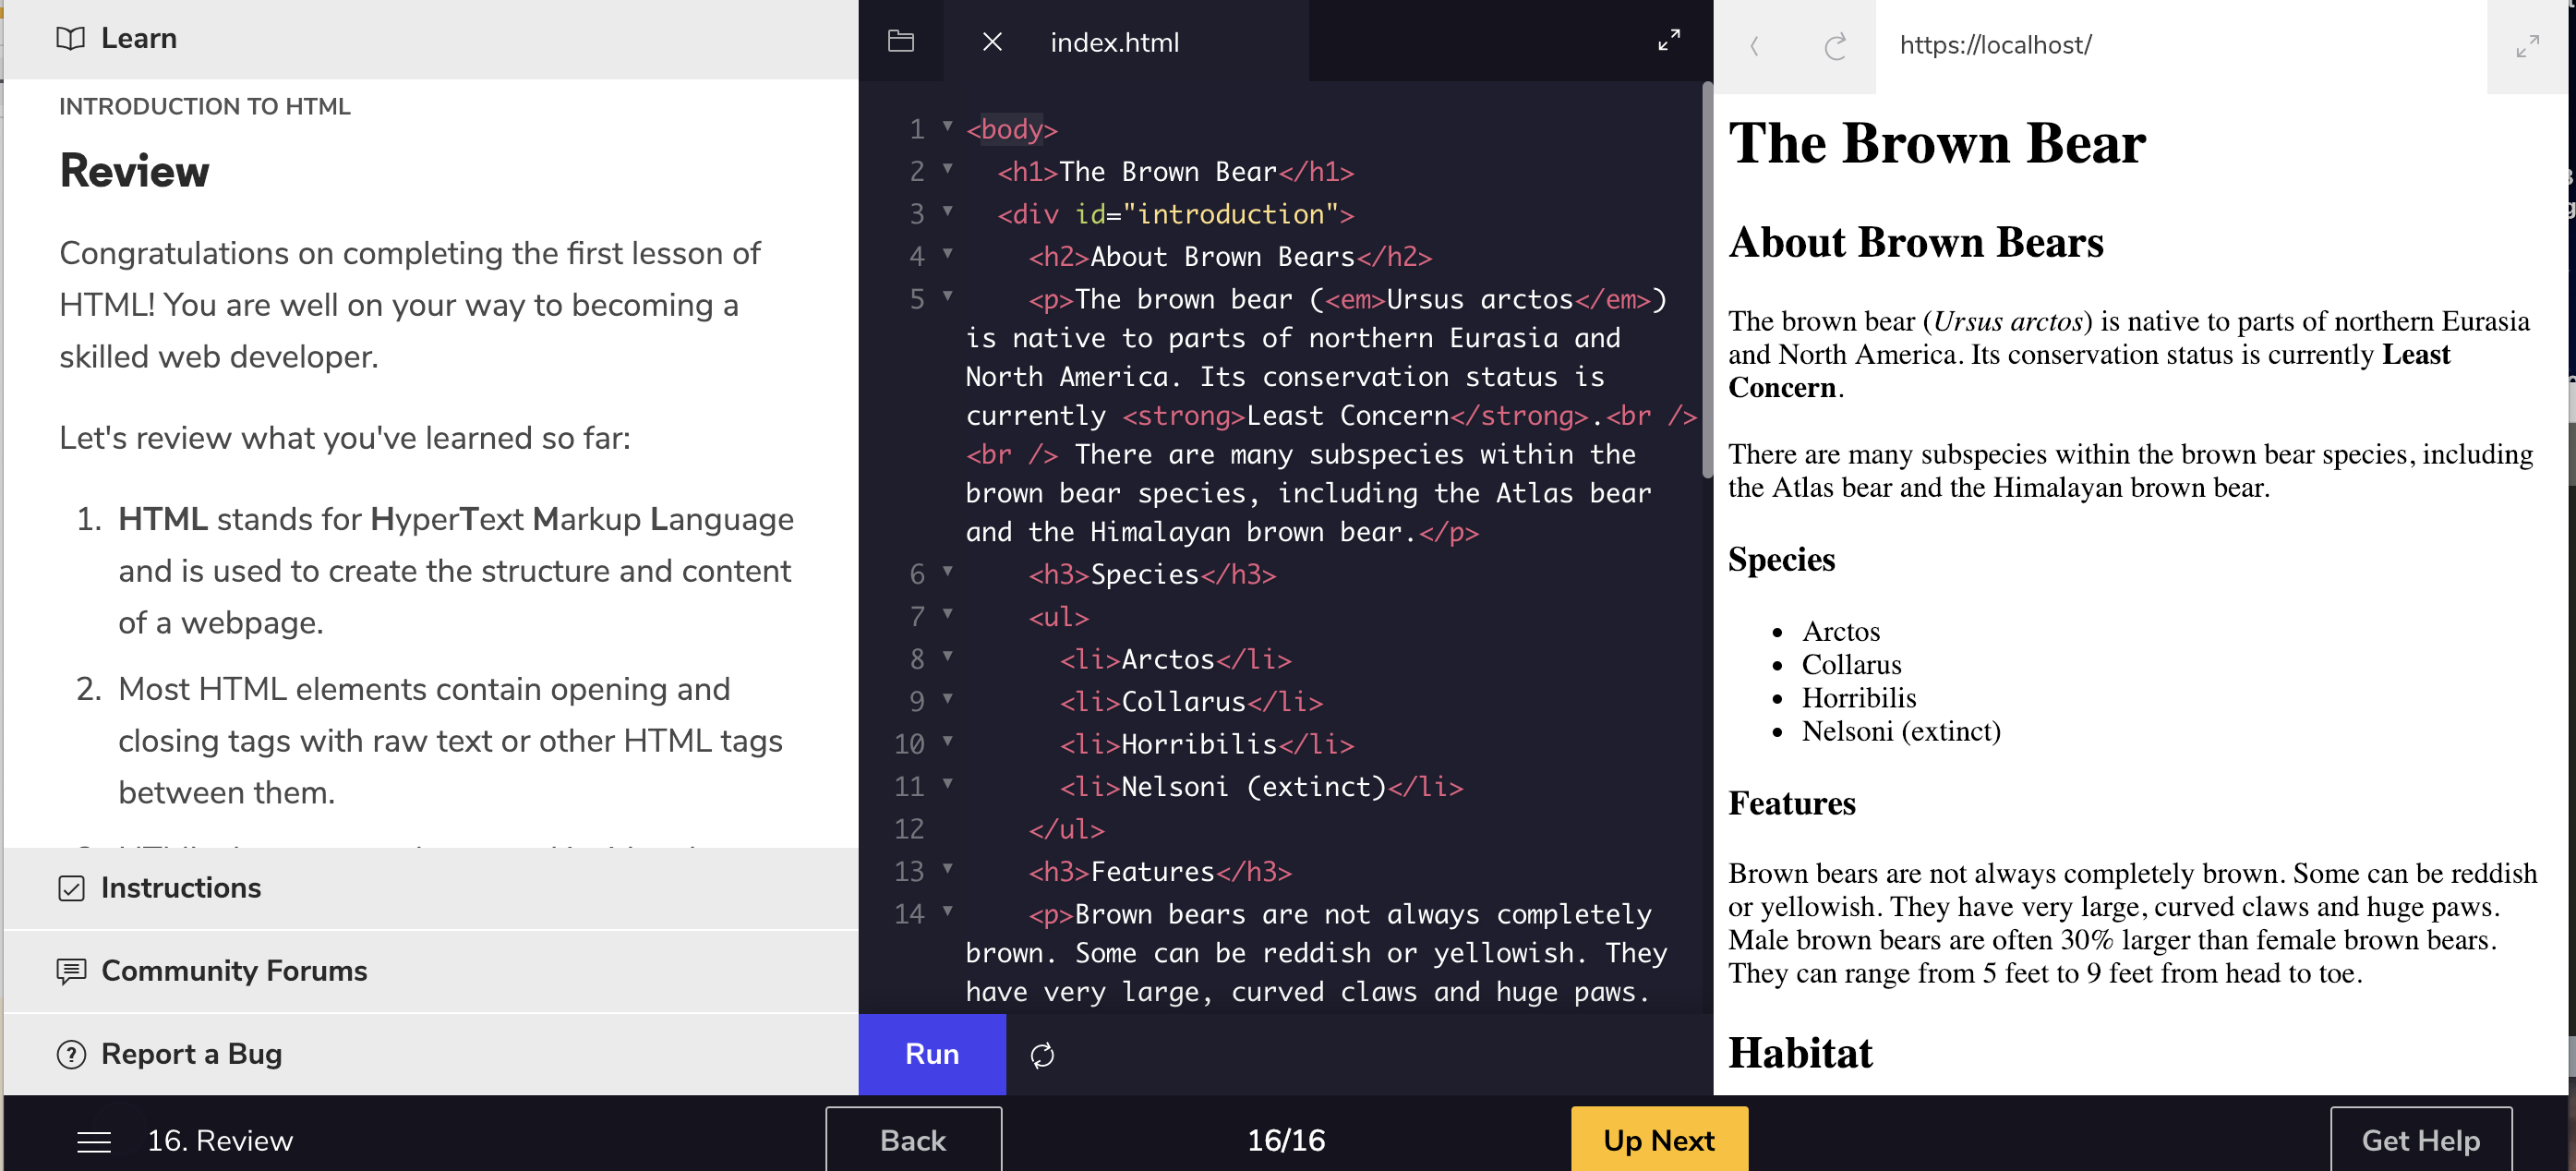 Learn
INTRODUCTION TO HTML
Review
Congratulations on completing the first lesson of
HTML! You are well on your way to becoming a
skilled web developer.
Let's review what you've learned so far:
1. HTML stands for HyperText Markup Language
and is used to create the structure and content
of a webpage.
2. Most HTML elements contain opening and
closing tags with raw text or other HTML tags
between them.
Instructions
Community Forums
Report a Bug
index.html
1 <body>
2 <h1>The Brown Bear</h1>
3 <div id="introduction">
4 <h2>About Brown Bears</h2>
5 <p>The brown bear (<em>Ursus arctos</em>)
is native to parts of northern Eurasia and
North America. Its conservation status is
currently <strong>Least Concern</strong>.<br />
<br /> There are many subspecies within the
brown bear species, including the Atlas bear
and the Himalayan brown bear.</p>
6 <h3>Species</h3>
7 <ul>
8 <li>Arctos</li>
9 <li>Collarus</li>
10 <li>Horribilis</li>
11 <li>Nelsoni (extinct)</li>
12 </ul>
13 <h3>Features</h3>
14 <p>Brown bears are not always completely
brown. Some can be reddish or yellowish. They
have very large, curved claws and huge paws.
Run
https://localhost/
The Brown Bear
About Brown Bears
The brown bear (Ursus arctos) is native to parts of northern Eurasia
and North America. Its conservation status is currently Least
Concern.
There are many subspecies within the brown bear species, including
the Atlas bear and the Himalayan brown bear.
Species
• Arctos
• Collarus
• Horribilis
• Nelsoni (extinct)
Features
Brown bears are not always completely brown. Some can be reddish
or yellowish. They have very large, curved claws and huge paws.
Male brown bears are often 30% larger than female brown bears.
They can range from 5 feet to 9 feet from head to toe.
Habitat
16. Review
Back
16/16
Up Next
Get Help